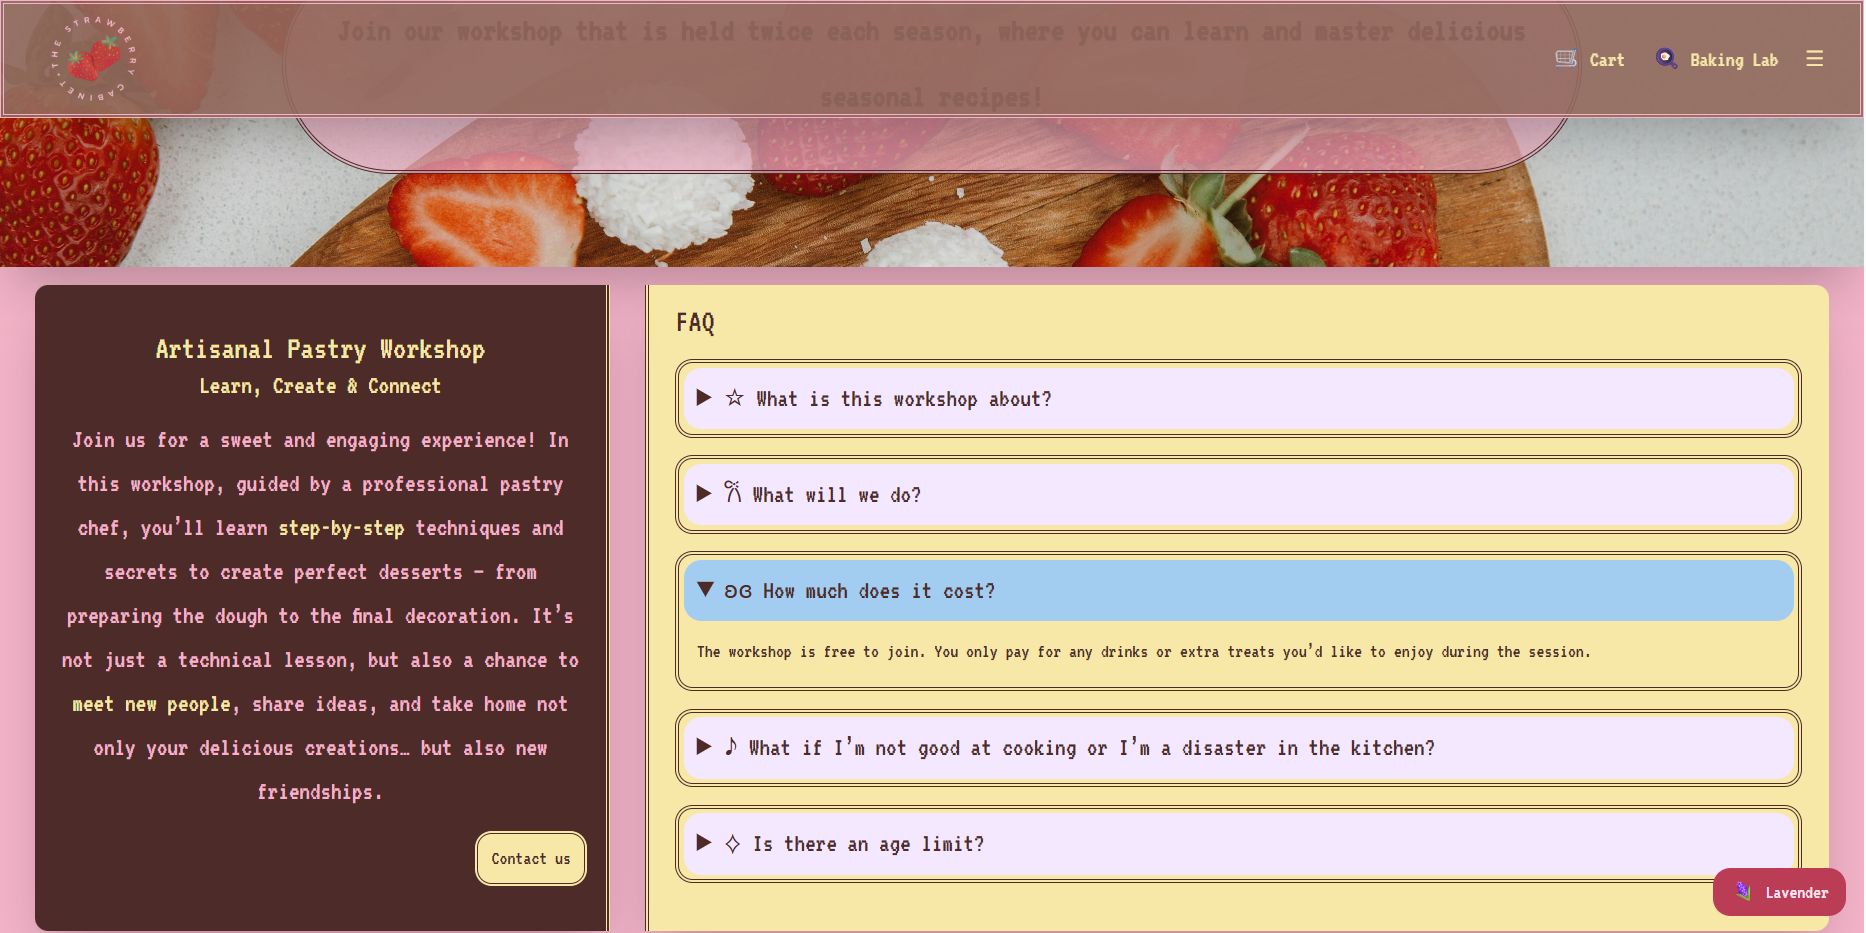 THE STRAWBERRY CABINET
Join our workshop that is held twice each season, where you can learn and master delicious
seasonal recipes!
Cart
Baking Lab
☰
Artisanal Pastry Workshop
Learn, Create & Connect
Join us for a sweet and engaging experience! In
this workshop, guided by a professional pastry
chef, you’ll learn step-by-step techniques and
secrets to create perfect desserts – from
preparing the dough to the final decoration. It’s
not just a technical lesson, but also a chance to
meet new people, share ideas, and take home not
only your delicious creations… but also new
friendships.
Contact us
FAQ
▶ ☆ What is this workshop about?
▶ What will we do?
▼ ʚɞ How much does it cost?
The workshop is free to join. You only pay for any drinks or extra treats you’d like to enjoy during the session.
▶ ♪ What if I’m not good at cooking or I’m a disaster in the kitchen?
▶ ✧ Is there an age limit?
Lavender